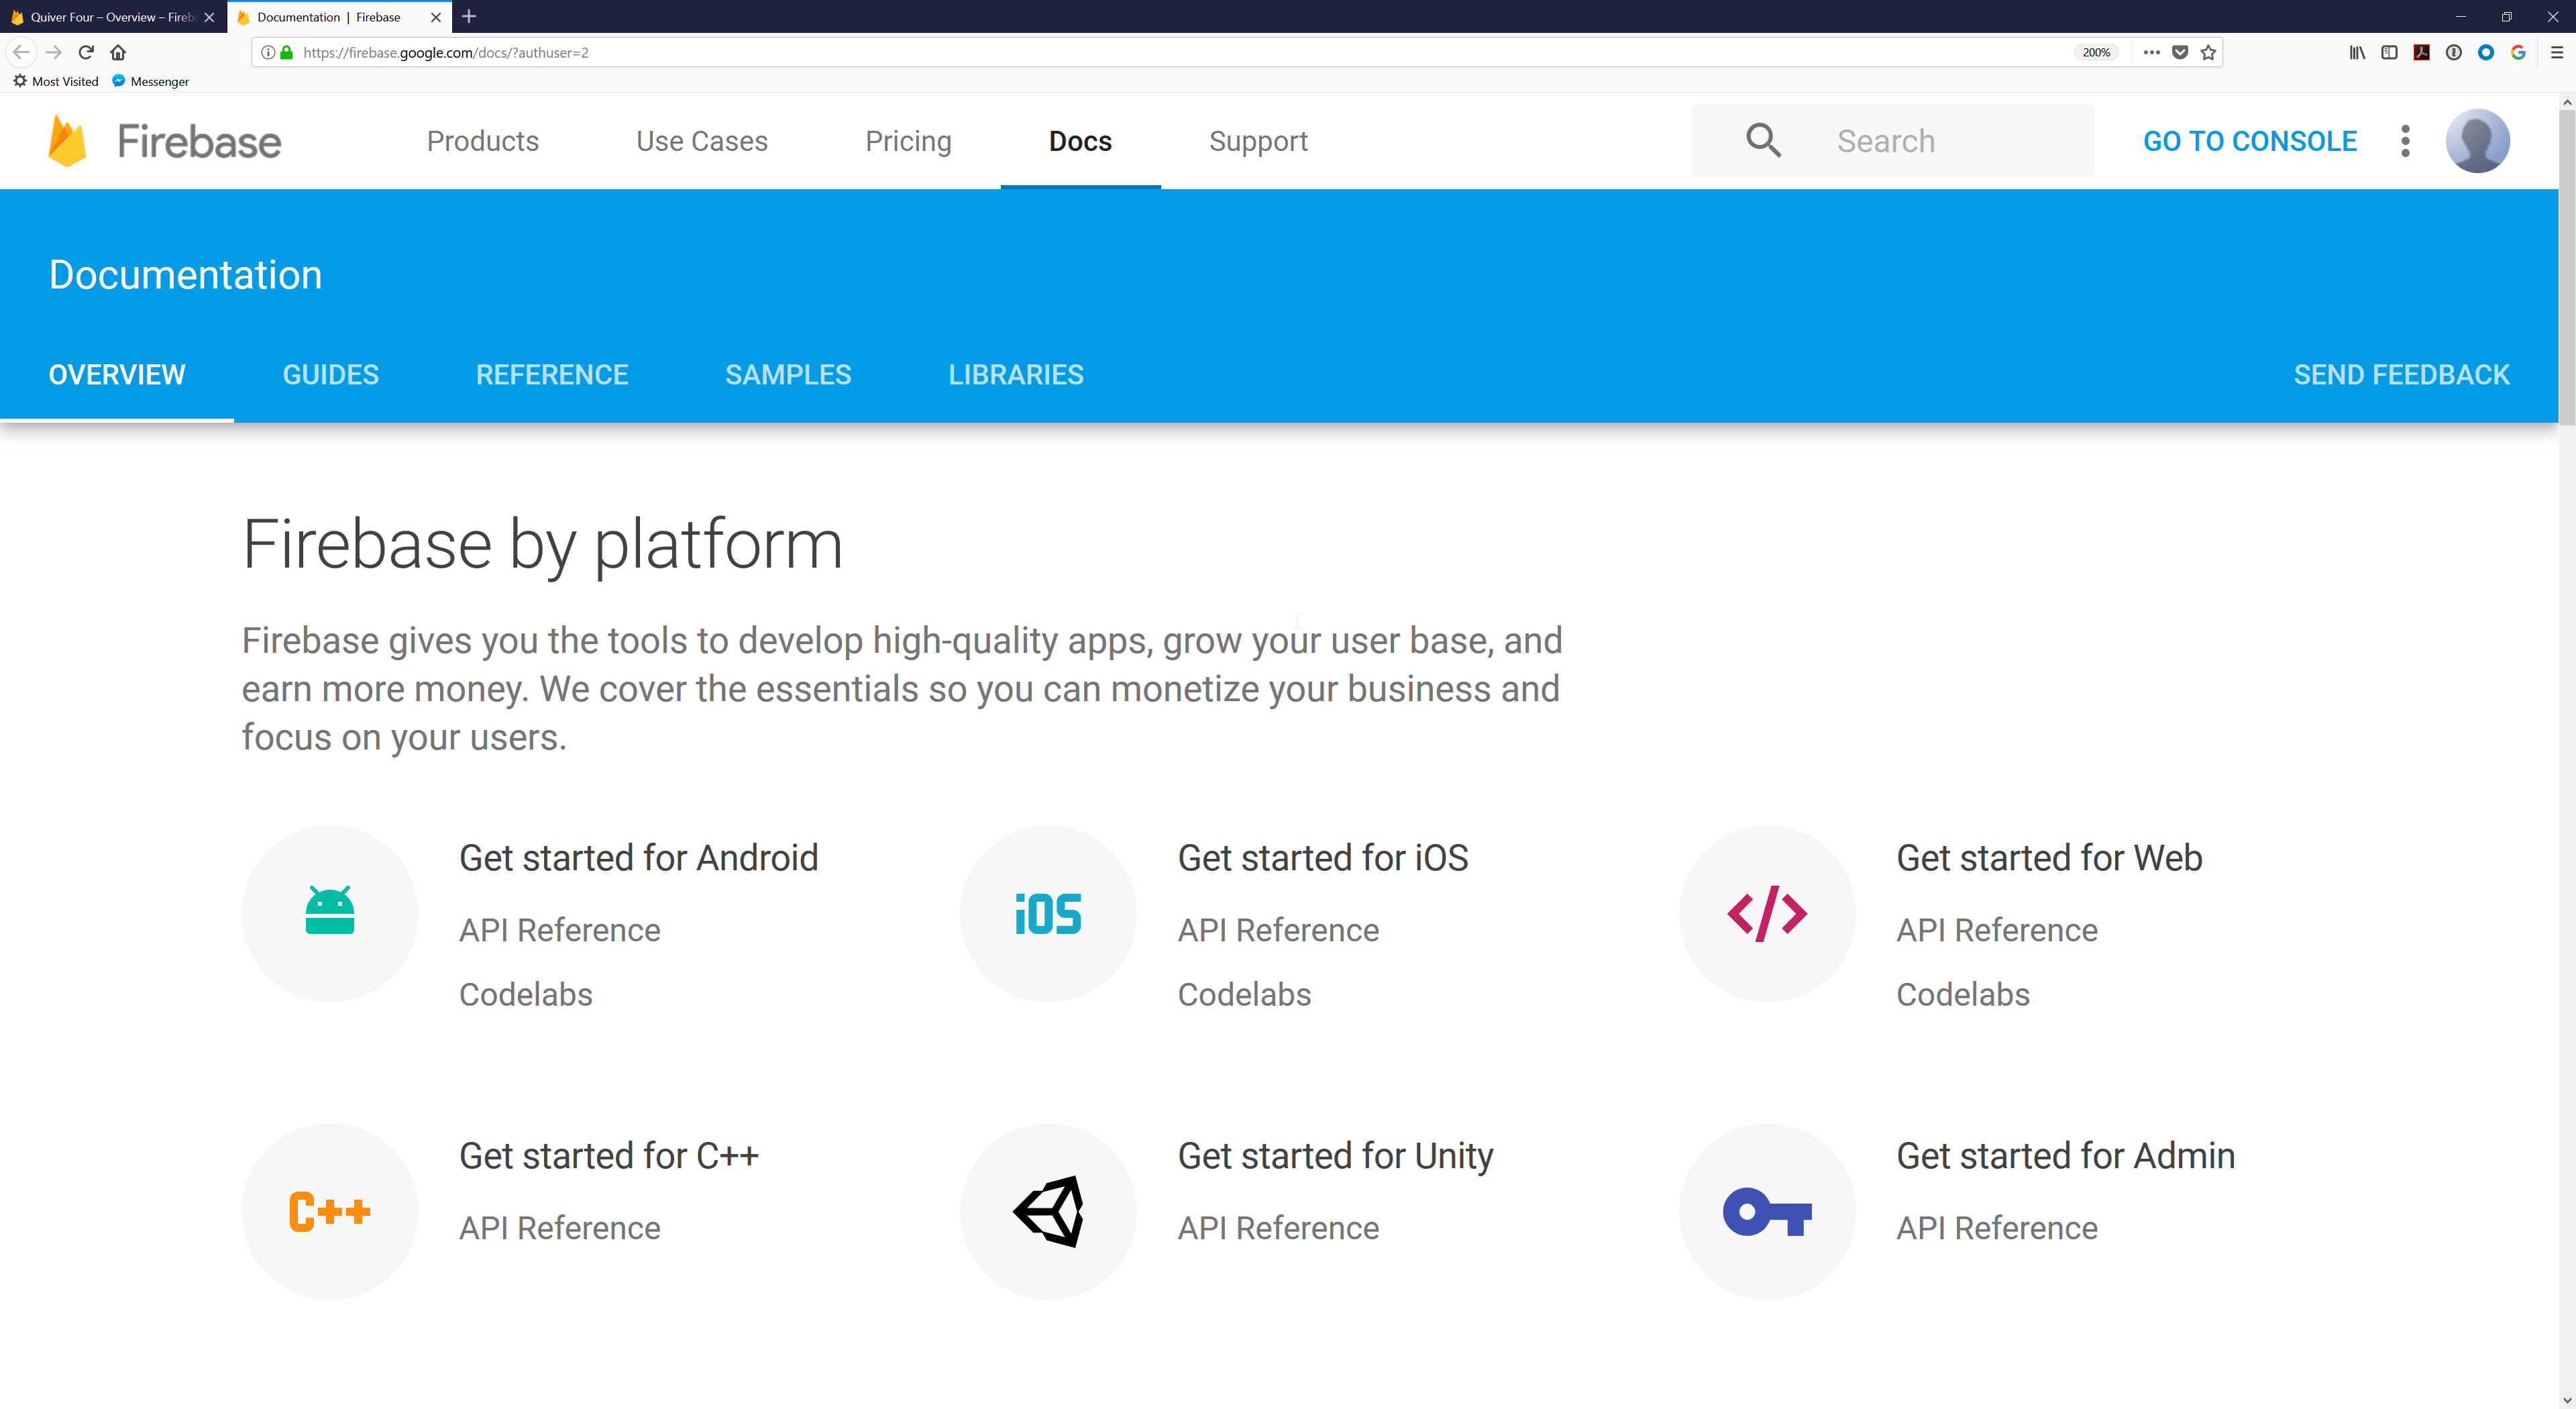 Quiver Four – Overview – Fireb
Documentation | Firebase
https://firebase.google.com/docs/?authuser=2
200%
Most Visited
Messenger
Firebase
Products
Use Cases
Pricing
Docs
Support
Search
GO TO CONSOLE
Documentation
OVERVIEW
GUIDES
REFERENCE
SAMPLES
LIBRARIES
SEND FEEDBACK
Firebase by platform
Firebase gives you the tools to develop high-quality apps, grow your user base, and
earn more money. We cover the essentials so you can monetize your business and
focus on your users.
Get started for Android
API Reference
Codelabs
iOS
Get started for iOS
API Reference
Codelabs
</>
Get started for Web
API Reference
Codelabs
C++
Get started for C++
API Reference
Get started for Unity
API Reference
Get started for Admin
API Reference